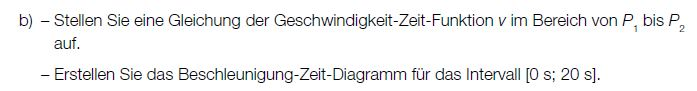 b) – Stellen Sie eine Gleichung der Geschwindigkeit-Zeit-Funktion v im Bereich von P₁ bis P₂
auf.
– Erstellen Sie das Beschleunigung-Zeit-Diagramm für das Intervall [0 s; 20 s].